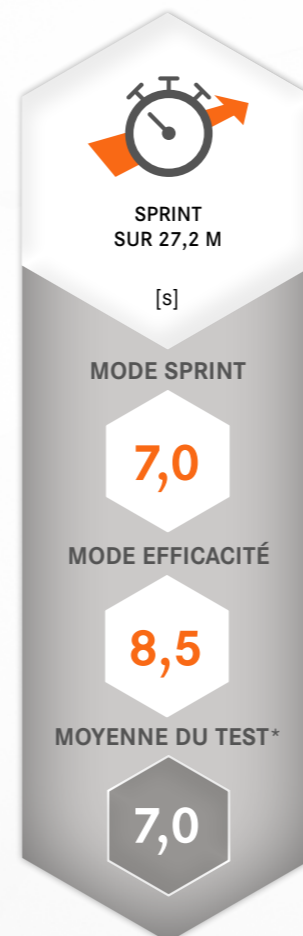 SPRINT
SUR 27,2 M
[s]
MODE SPRINT
7,0
MODE EFFICACITÉ
8,5
MOYENNE DU TEST*
7,0